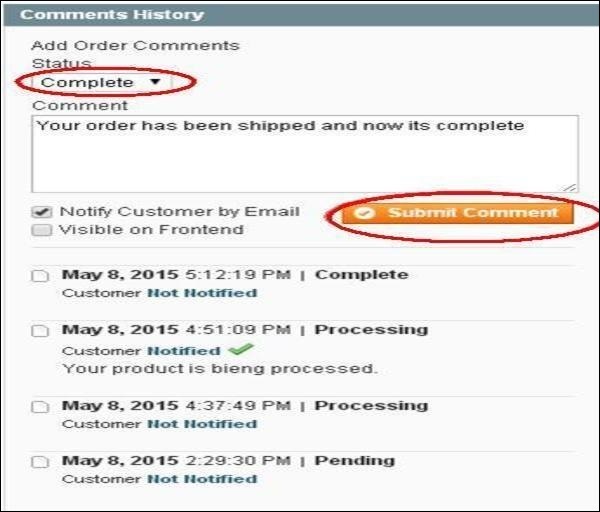 Comments History
Add Order Comments
Status
Complete
Comment
Your order has been shipped and now its complete
Notify Customer by Email
Submit Comment
Visible on Frontend
May 8, 2015 5:12:19 PM | Complete
Customer Not Notified
May 8, 2015 4:51:09 PM | Processing
Customer Notified
Your product is bieng processed.
May 8, 2015 4:37:49 PM | Processing
Customer Not Notified
May 8, 2015 2:29:30 PM | Pending
Customer Not Notified